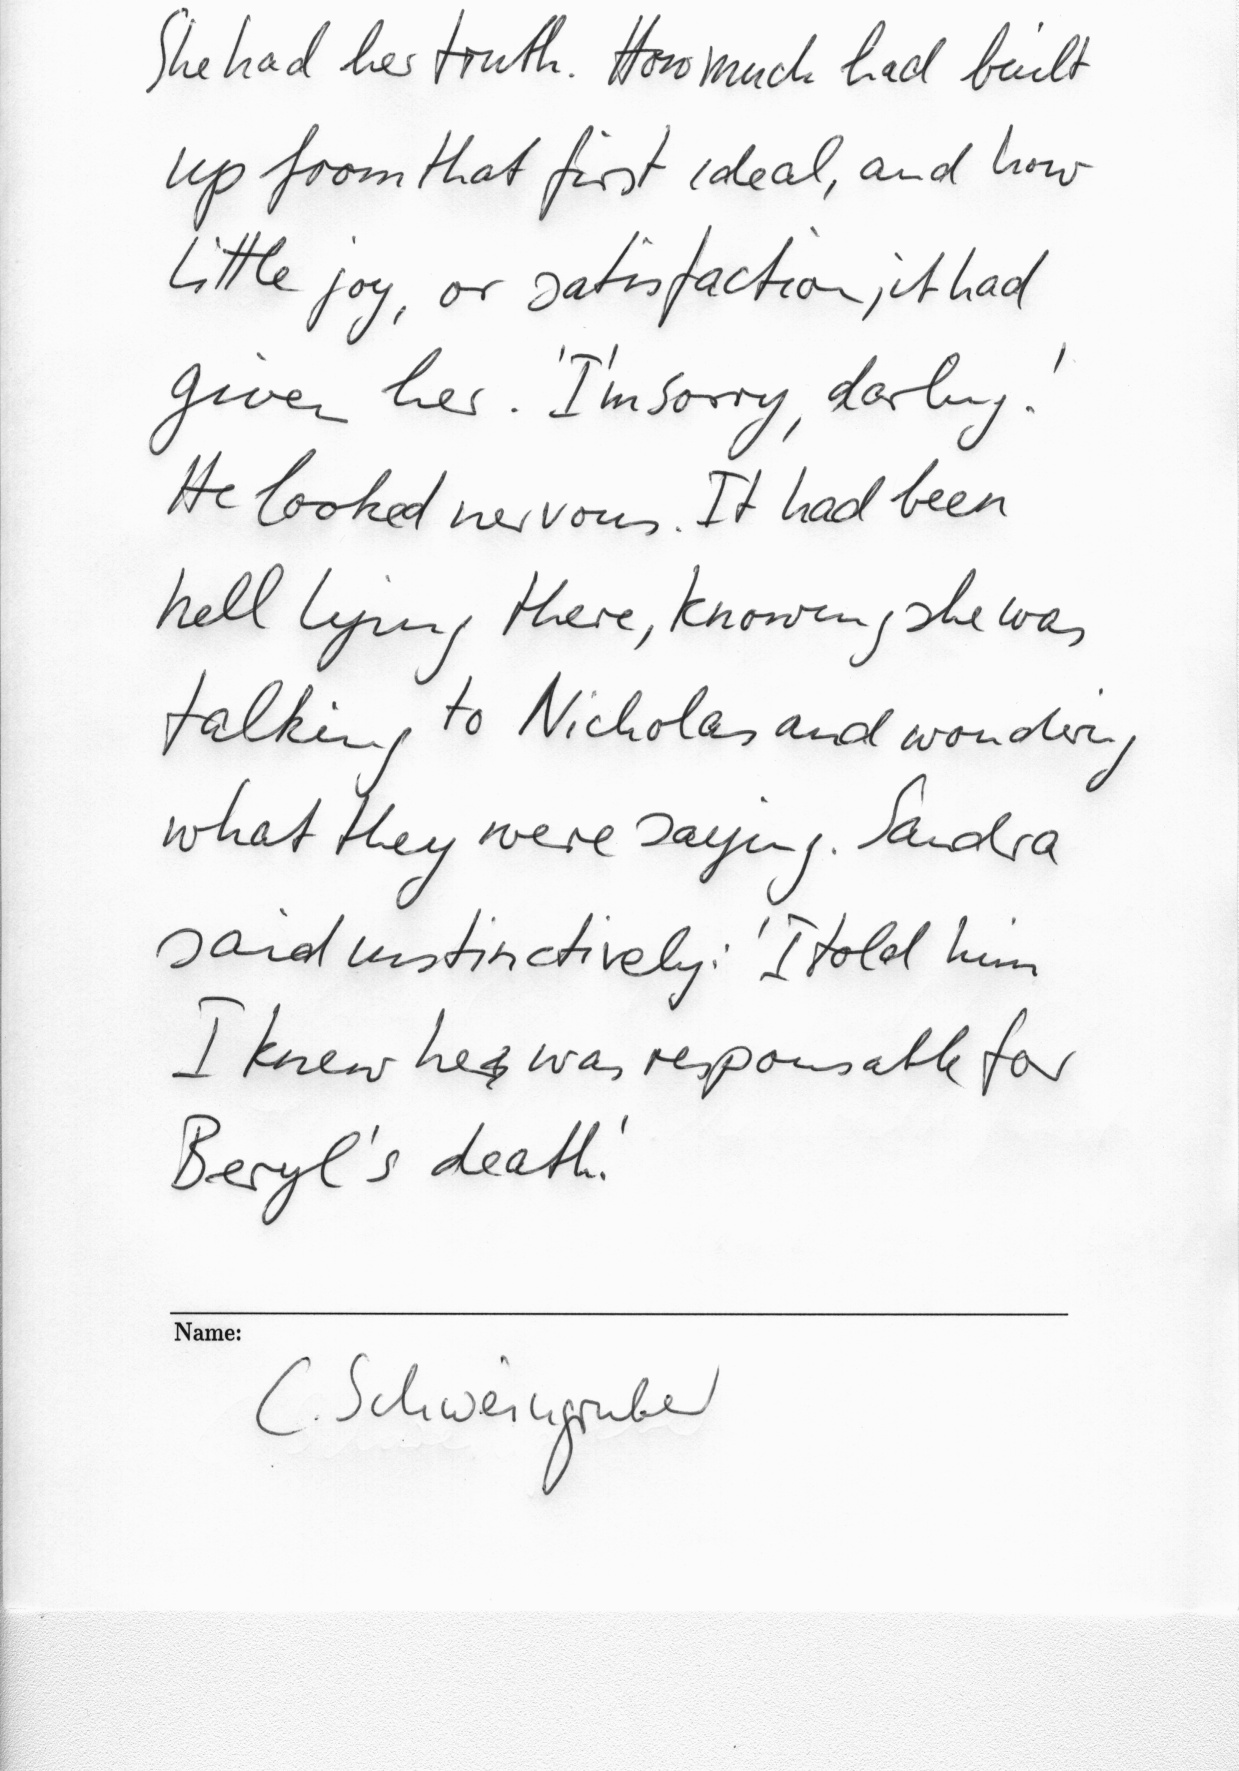 She had her truth. How much had built
up from that first ideal, and how
little joy, or satisfaction, it had
given her. 'I'm sorry, darling.'
He looked nervous. It had been
hell lying there, knowing she was
talking to Nicholas and wondering
what they were saying. Sandra
said instinctively: 'I told him
I knew he was responsable for
Beryl's death.'
Name:
C. Schweingruber